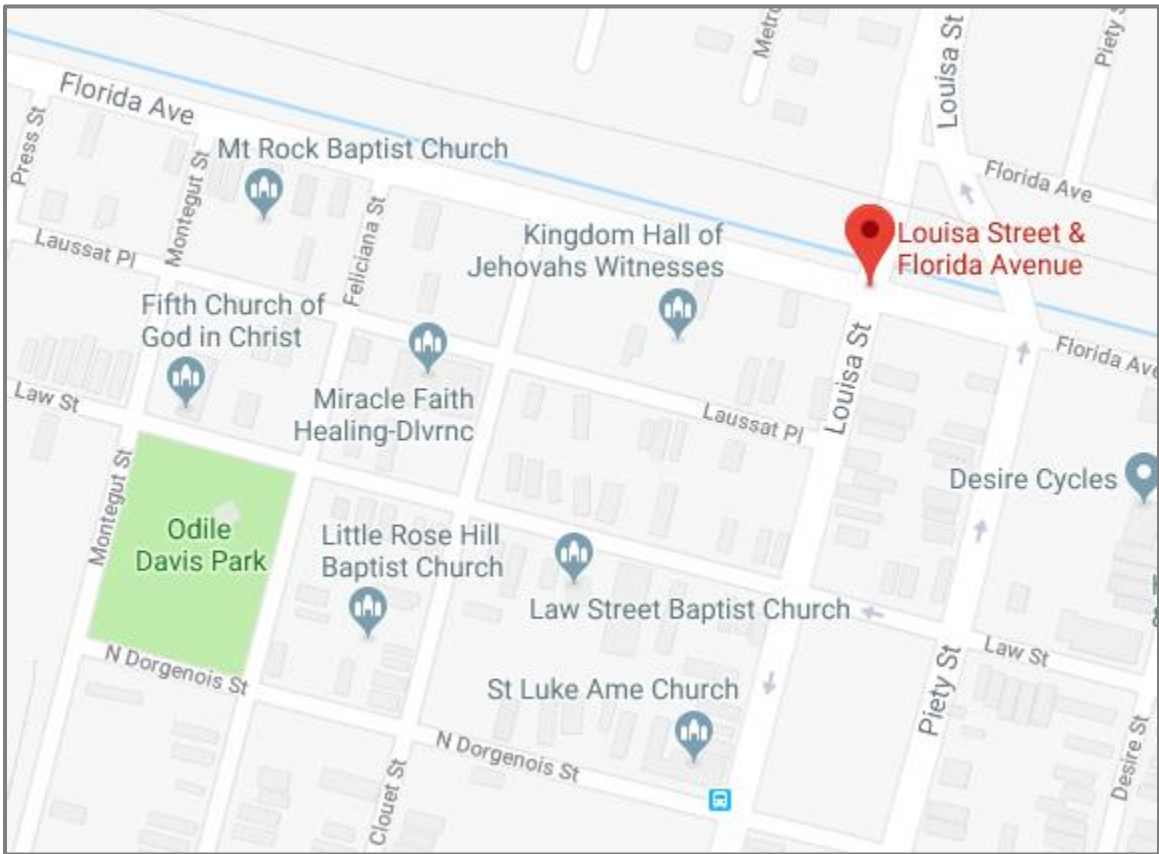 Louisa St
Metro
Piety S
Florida Ave
Press St
Montegut St
Mt Rock Baptist Church
Florida Ave
Feliciana St
Kingdom Hall of
Jehovahs Witnesses
Louisa Street &
Florida Avenue
Laussat Pl
Fifth Church of
God in Christ
Florida Ave
Louisa St
Law St
Miracle Faith
Healing-Dlvrnc
Laussat Pl
Montegut St
Desire Cycles
Odile
Davis Park
Little Rose Hill
Baptist Church
Law Street Baptist Church
Law St
N Dorgenois St
St Luke Ame Church
Piety St
N Dorgenois St
Clouet St
Desire St